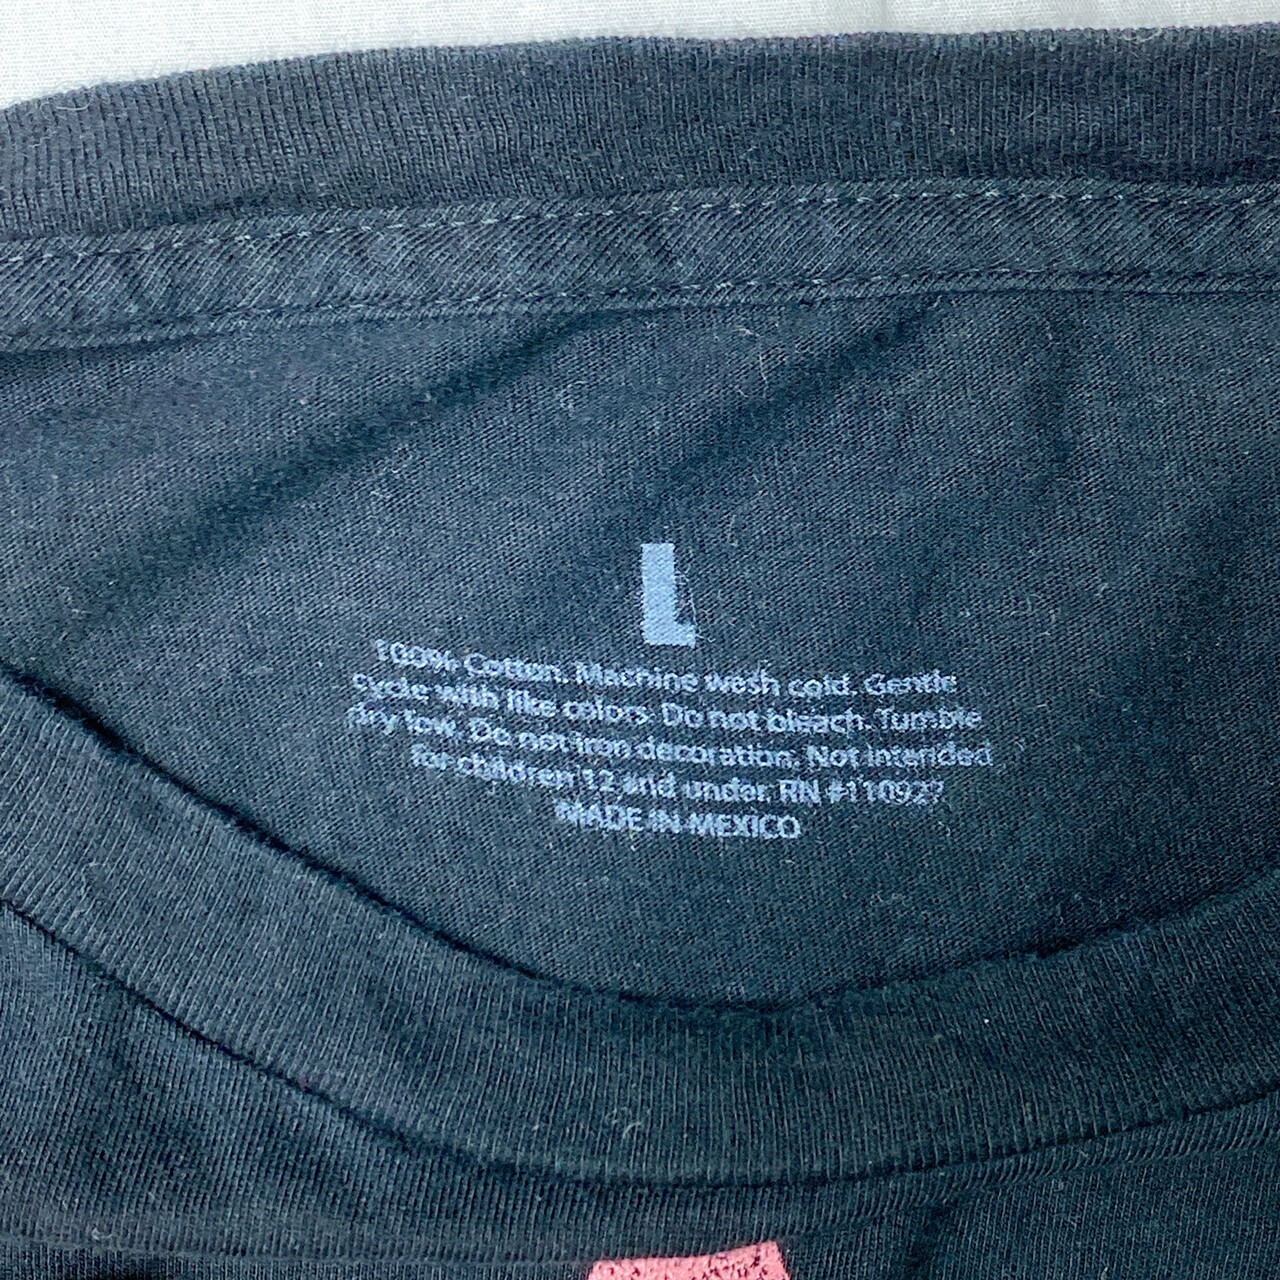 L
100% Cotton. Machine wash cold. Gentle
cycle with like colors. Do not bleach. Tumble
dry low. Do not iron decoration. Not intended
for children 12 and under. RN #110927
MADE IN MEXICO